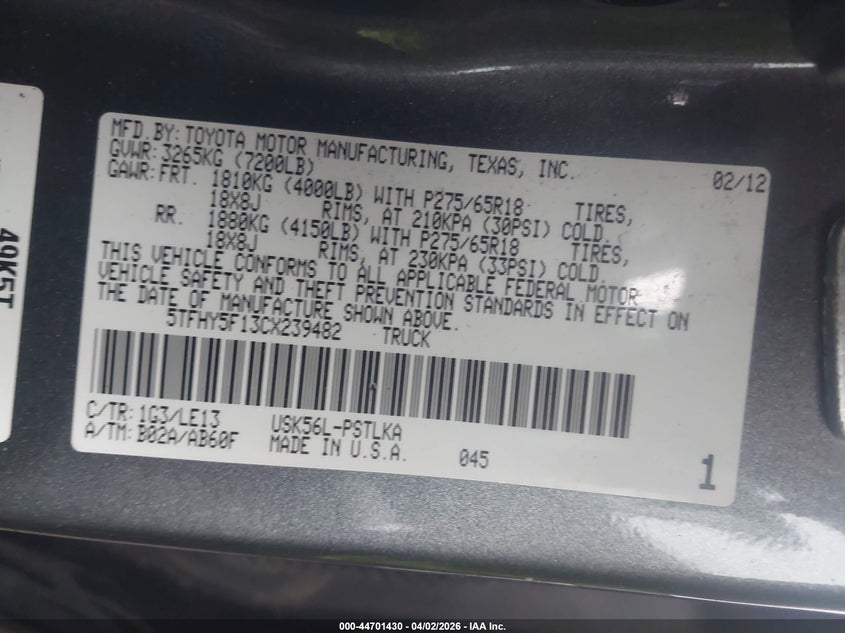 MFD.BY:TOYOTA MOTOR MANUFACTURING, TEXAS, INC. 02/12
GVWR:3265KG (7200LB)
GAWR:FRT. 1810KG (4000LB) WITH P275/65R18 TIRES,
18X8J RIMS, AT 210KPA (30PSI) COLD.
RR. 1880KG (4150LB) WITH P275/65R18 TIRES,
18X8J RIMS, AT 230KPA (33PSI) COLD.
THIS VEHICLE CONFORMS TO ALL APPLICABLE FEDERAL MOTOR
VEHICLE SAFETY AND THEFT PREVENTION STANDARDS IN EFFECT ON
THE DATE OF MANUFACTURE SHOWN ABOVE.
5TFHY5F13CX239482 TRUCK
C/TR:1G3/LE13 USK56L-PSTLKA
A/TM:B02A/AB60F MADE IN U.S.A. 045 1
49K5T
000-44701430 - 04/02/2026 - IAA Inc.